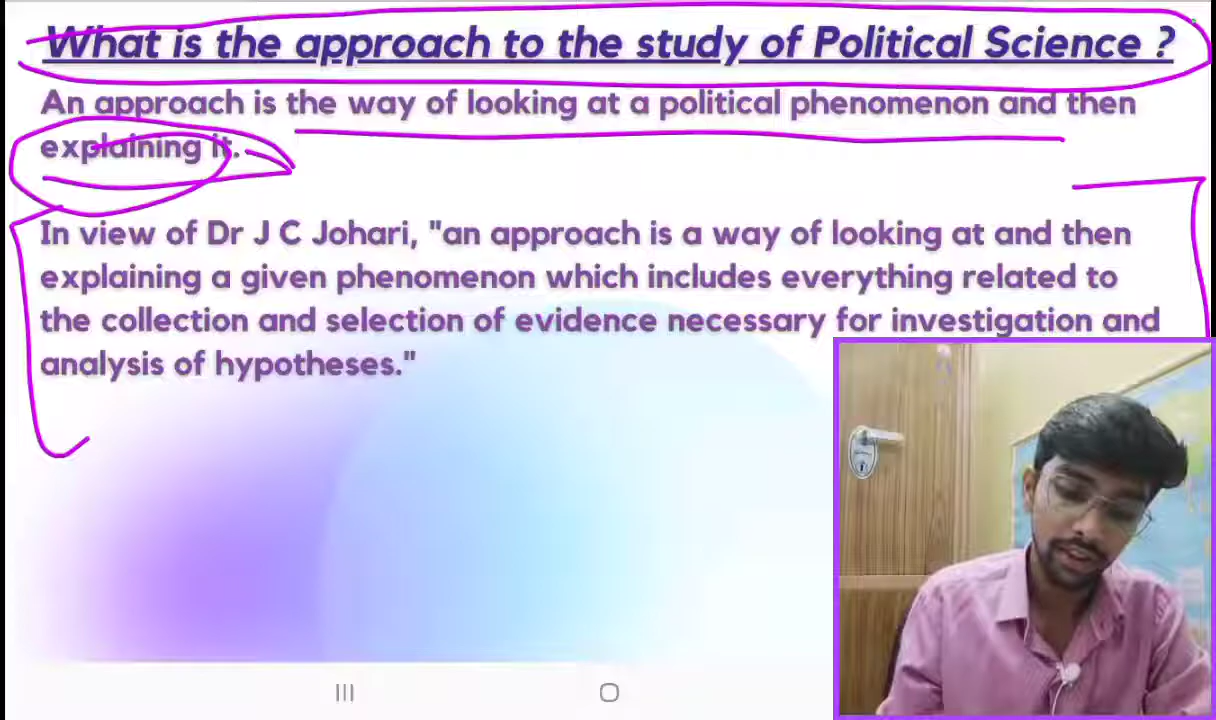 What is the approach to the study of Political Science ?
An approach is the way of looking at a political phenomenon and then
explaining it.
In view of Dr J C Johari, "an approach is a way of looking at and then
explaining a given phenomenon which includes everything related to
the collection and selection of evidence necessary for investigation and
analysis of hypotheses."